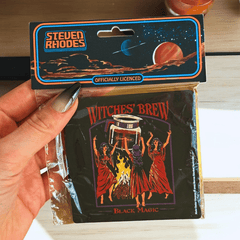 STEVEN
RHODES
OFFICIALLY LICENCED
WITCHES' BREW
BLACK MAGIC